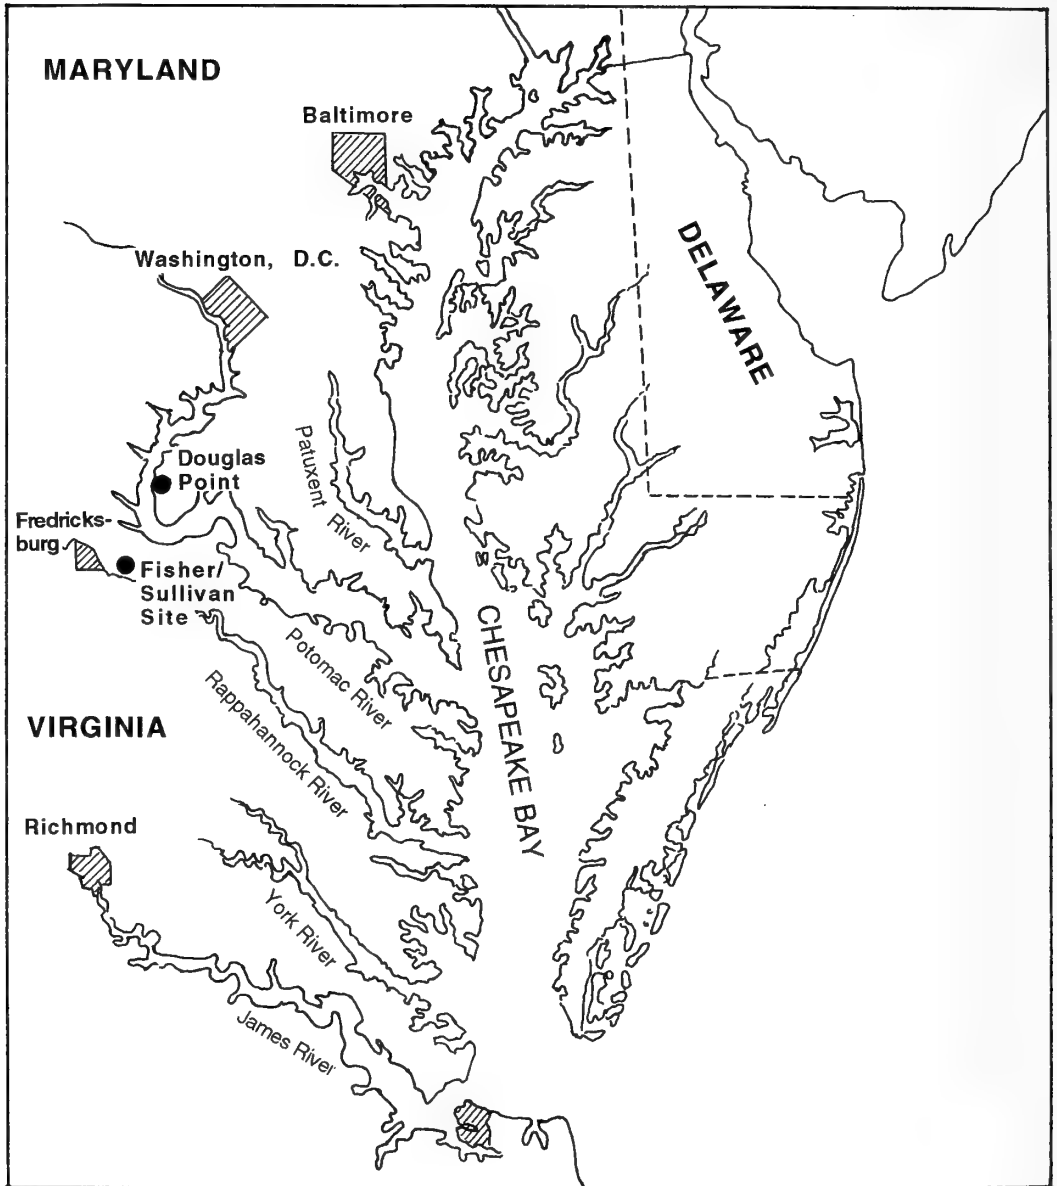 MARYLAND
Baltimore
Washington, D.C.
DELAWARE
Douglas
Point
Patuxent
River
Fredricks-
burg
Fisher/
Sullivan
Site
Potomac River
Rappahannock River
CHESAPEAKE BAY
VIRGINIA
Richmond
York River
James River